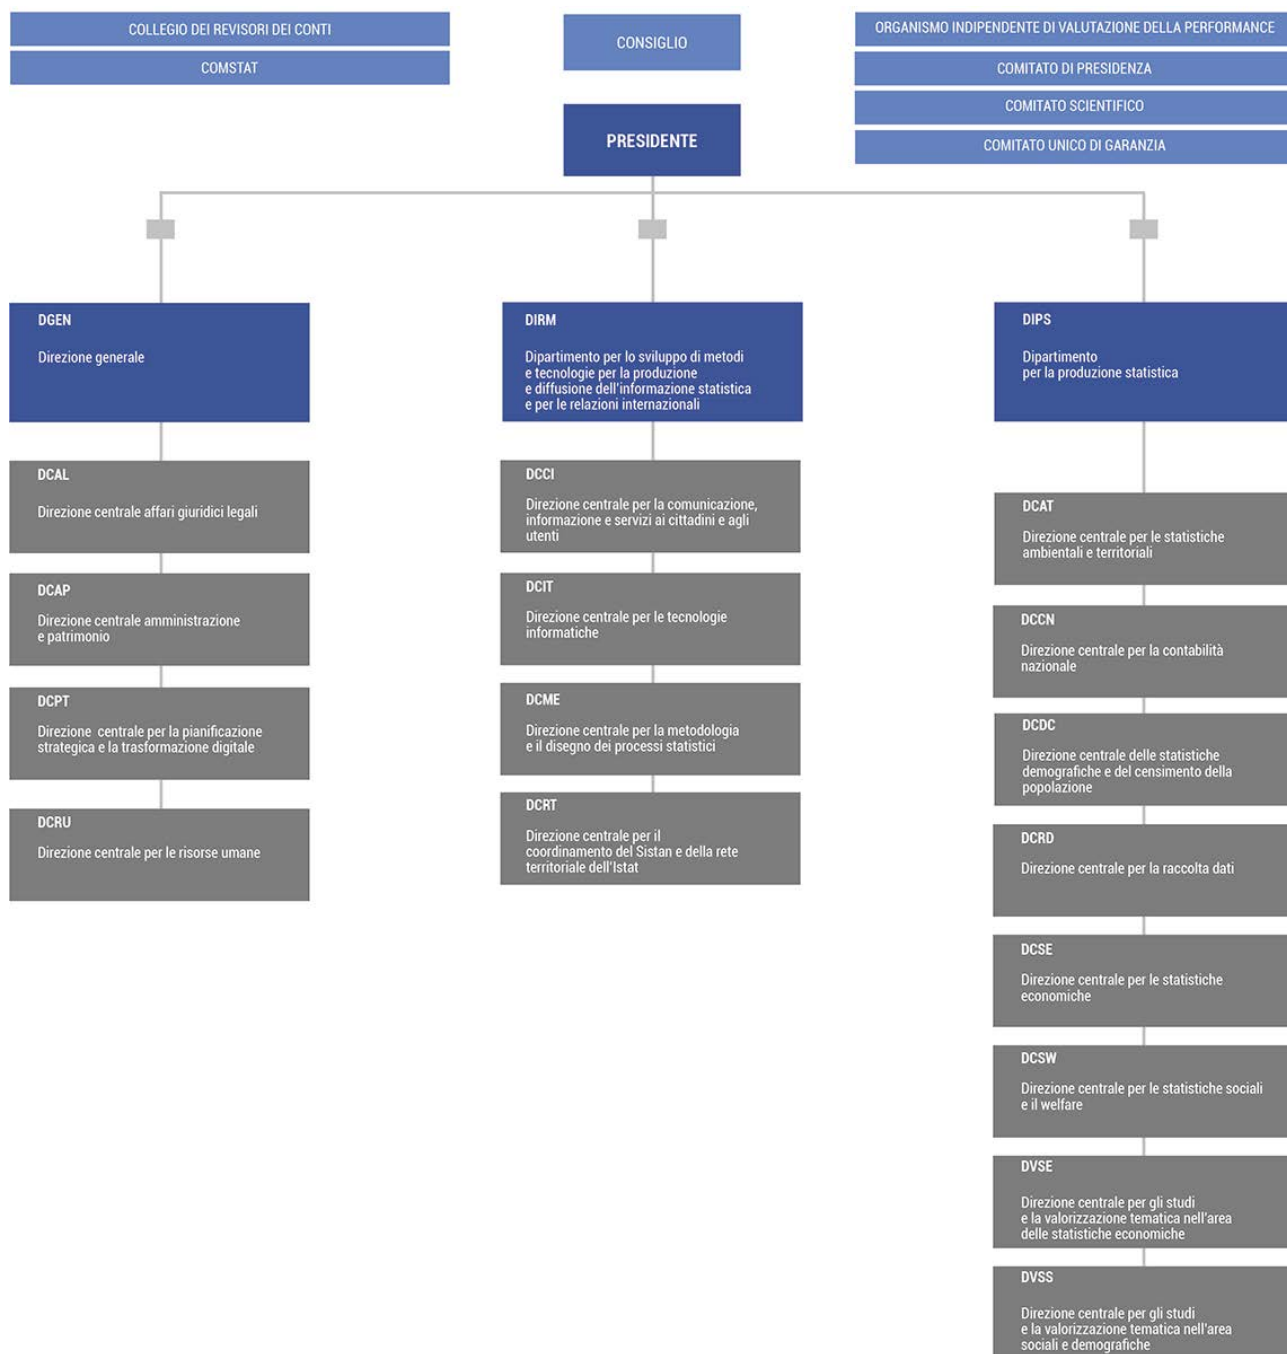 COLLEGIO DEI REVISORI DEI CONTI
COMSTAT
CONSIGLIO
PRESIDENTE
ORGANISMO INDIPENDENTE DI VALUTAZIONE DELLA PERFORMANCE
COMITATO DI PRESIDENZA
COMITATO SCIENTIFICO
COMITATO UNICO DI GARANZIA
DGEN
Direzione generale
DCAL
Direzione centrale affari giuridici legali
DCAP
Direzione centrale amministrazione
e patrimonio
DCPT
Direzione centrale per la pianificazione
strategica e la trasformazione digitale
DCRU
Direzione centrale per le risorse umane
DIRM
Dipartimento per lo sviluppo di metodi
e tecnologie per la produzione
e diffusione dell'informazione statistica
e per le relazioni internazionali
DCCI
Direzione centrale per la comunicazione,
informazione e servizi ai cittadini e agli
utenti
DCIT
Direzione centrale per le tecnologie
informatiche
DCME
Direzione centrale per la metodologia
e il disegno dei processi statistici
DCRT
Direzione centrale per il
coordinamento del Sistan e della rete
territoriale dell'Istat
DIPS
Dipartimento
per la produzione statistica
DCAT
Direzione centrale per le statistiche
ambientali e territoriali
DCCN
Direzione centrale per la contabilità
nazionale
DCDC
Direzione centrale delle statistiche
demografiche e del censimento della
popolazione
DCRD
Direzione centrale per la raccolta dati
DCSE
Direzione centrale per le statistiche
economiche
DCSW
Direzione centrale per le statistiche sociali
e il welfare
DVSE
Direzione centrale per gli studi
e la valorizzazione tematica nell'area
delle statistiche economiche
DVSS
Direzione centrale per gli studi
e la valorizzazione tematica nell'area
sociali e demografiche